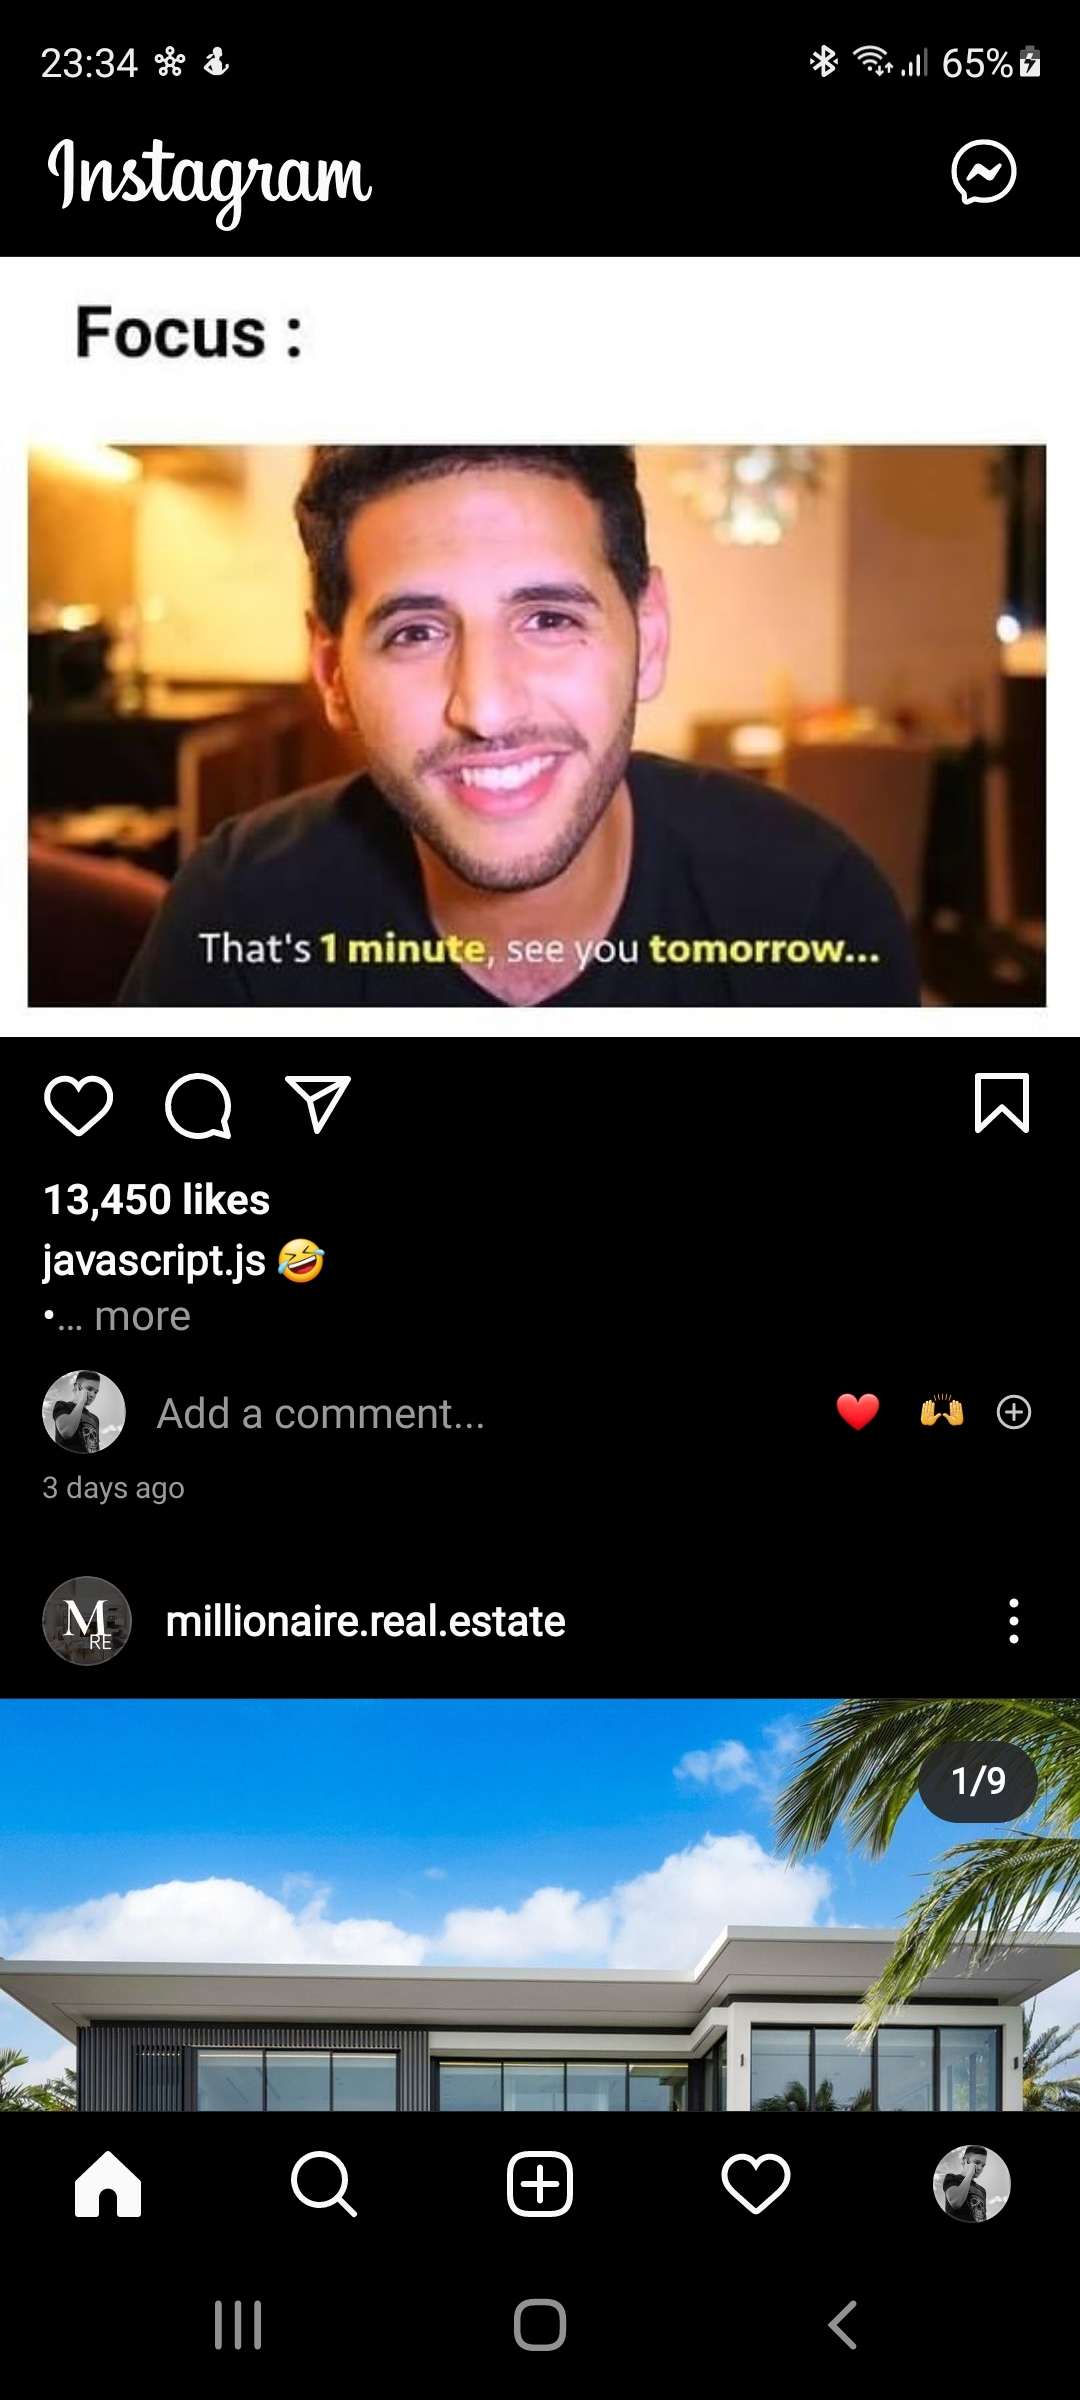 23:34
65%
Instagram
Focus :
That's 1 minute, see you tomorrow...
13,450 likes
javascript.js 🤣
•... more
Add a comment...
3 days ago
M
RE
millionaire.real.estate
1/9